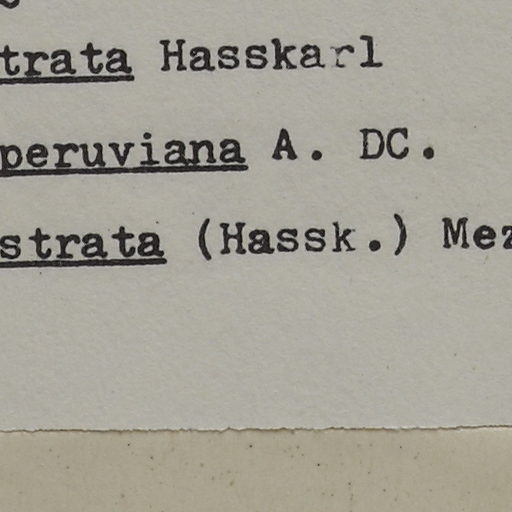 trata Hasskarl
peruviana A. DC.
strata (Hassk.) Mez